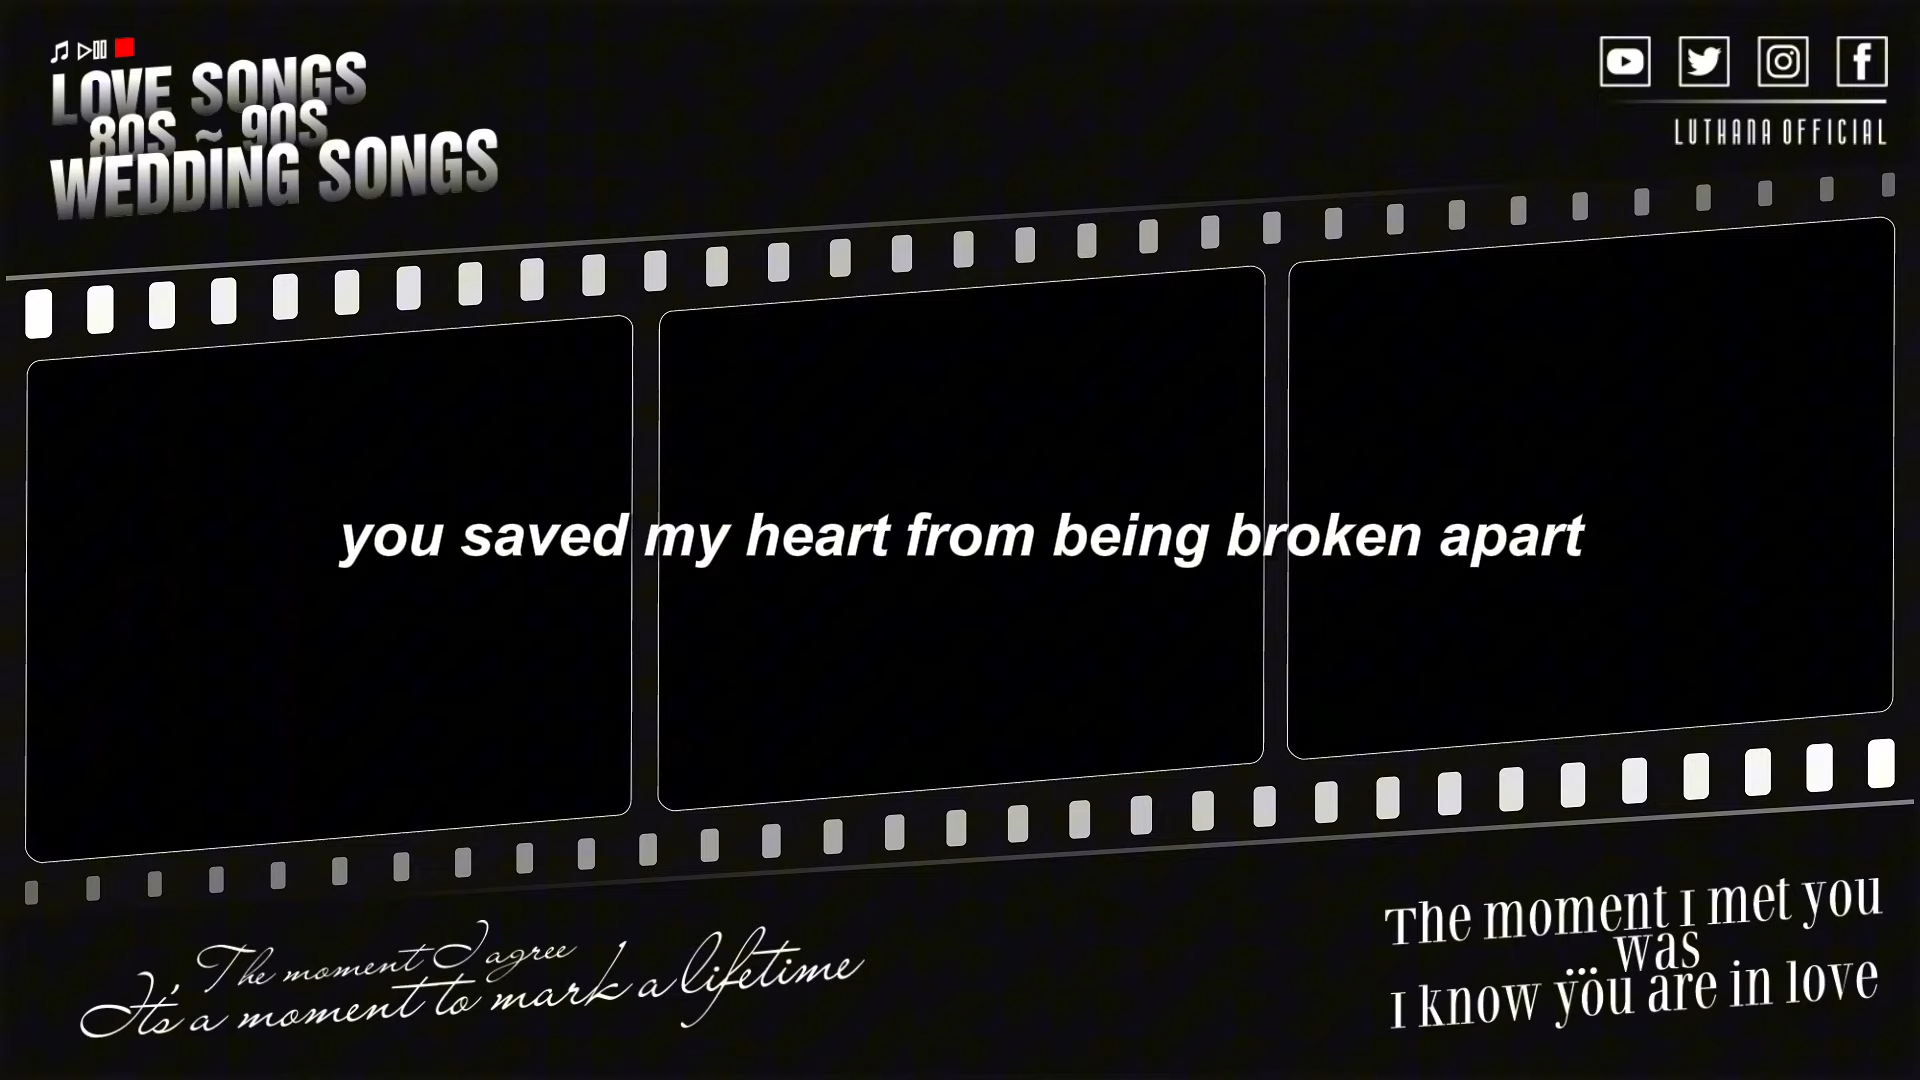 LOVE SONGS
80S ~ 90S
WEDDING SONGS
LUTHANA OFFICIAL
you saved my heart from being broken apart
The moment I agree
It's a moment to mark a lifetime
The moment I met you
was
I know yöü are in love